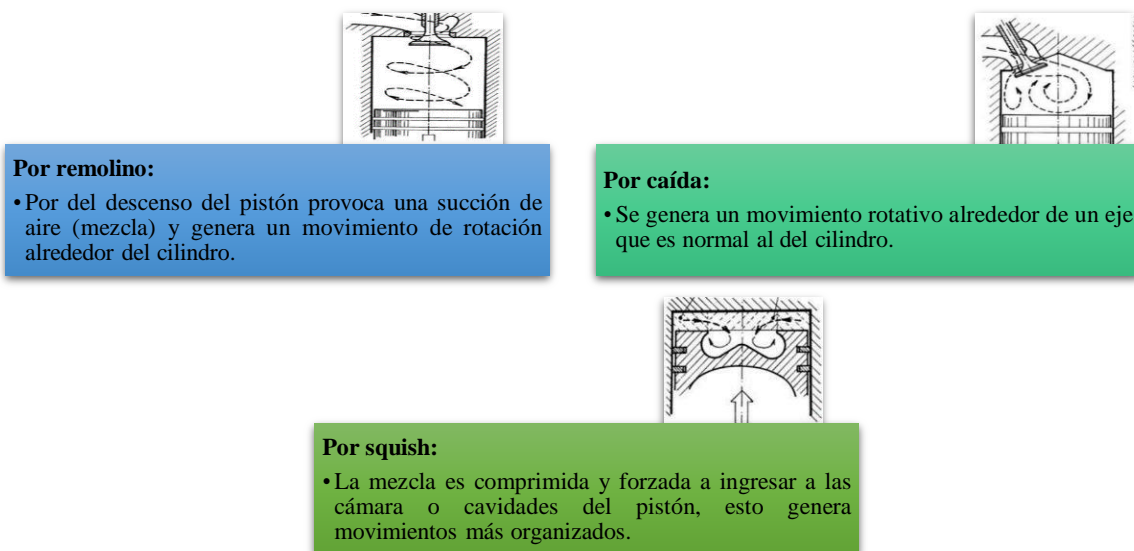 Por remolino:
•Por del descenso del pistón provoca una succión de
aire (mezcla) y genera un movimiento de rotación
alrededor del cilindro.
Por caída:
•Se genera un movimiento rotativo alrededor de un eje
que es normal al del cilindro.
Por squish:
•La mezcla es comprimida y forzada a ingresar a las
cámara o cavidades del pistón, esto genera
movimientos más organizados.